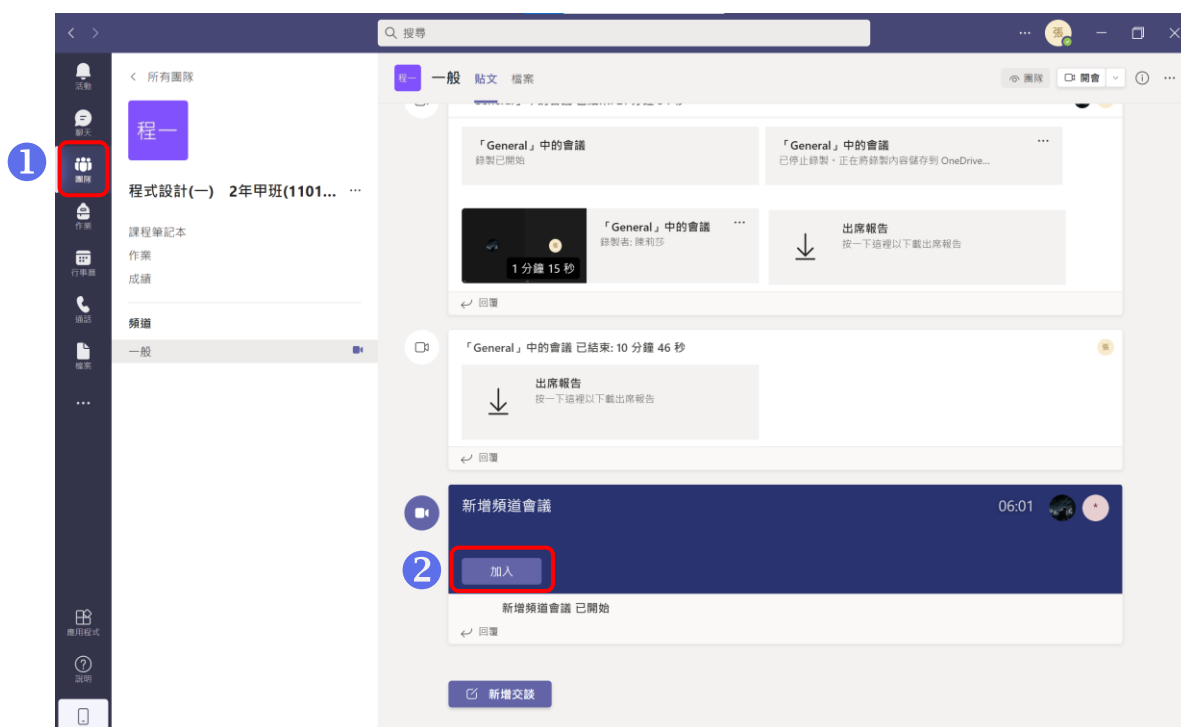 搜尋
張
活動
聊天
團隊
作業
行事曆
通話
檔案
應用程式
說明
1
所有團隊
程一
程式設計(一) 2年甲班(1101...
課程筆記本
作業
成績
頻道
一般
程一 一般 貼文 檔案
團隊 開會
「General」中的會議
錄製已開始
「General」中的會議
已停止錄製。正在將錄製內容儲存到 OneDrive...
1 分鐘 15 秒
「General」中的會議
錄製者: 陳莉莎
出席報告
按一下這裡以下載出席報告
回覆
「General」中的會議 已結束: 10 分鐘 46 秒
張
出席報告
按一下這裡以下載出席報告
回覆
新增頻道會議 06:01
*
2
加入
新增頻道會議 已開始
回覆
新增交談